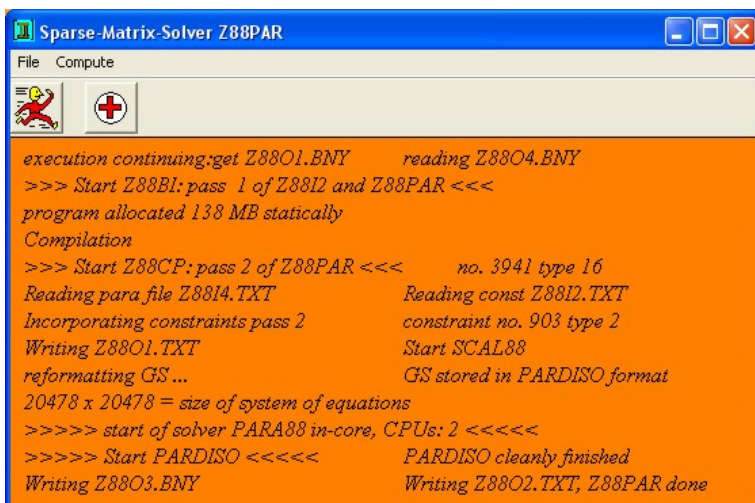 Sparse-Matrix-Solver Z88PAR
File Compute
execution continuing:get Z88O1.BNY reading Z88O4.BNY
>>> Start Z88BI: pass 1 of Z88I2 and Z88PAR <<<
program allocated 138 MB statically
Compilation
>>> Start Z88CP: pass 2 of Z88PAR <<< no. 3941 type 16
Reading para file Z88I4.TXT Reading const Z88I2.TXT
Incorporating constraints pass 2 constraint no. 903 type 2
Writing Z88O1.TXT Start SCAL88
reformatting GS ... GS stored in PARDISO format
20478 x 20478 = size of system of equations
>>>>> start of solver PARA88 in-core, CPUs: 2 <<<<<
>>>>> Start PARDISO <<<<< PARDISO cleanly finished
Writing Z88O3.BNY Writing Z88O2.TXT, Z88PAR done